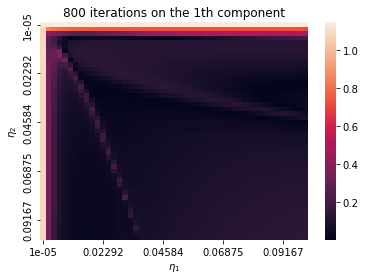 800 iterations on the 1th component
1e-05
0.02292
0.04584
0.06875
0.09167
η₂
1e-05 0.02292 0.04584 0.06875 0.09167
η₁
1.0
0.8
0.6
0.4
0.2